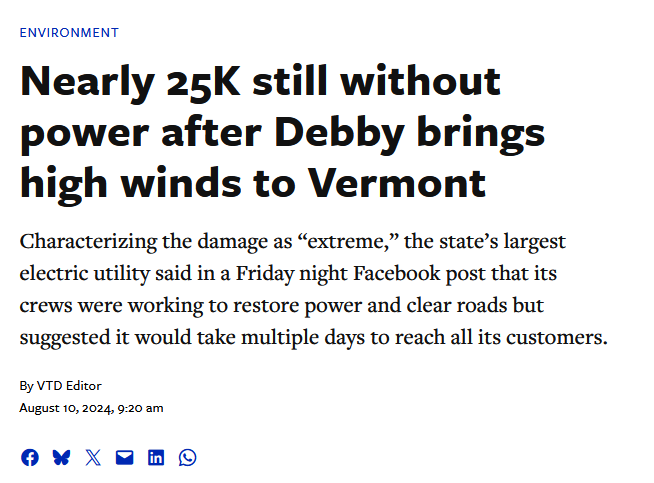 ENVIRONMENT
Nearly 25K still without
power after Debby brings
high winds to Vermont
Characterizing the damage as “extreme,” the state’s largest
electric utility said in a Friday night Facebook post that its
crews were working to restore power and clear roads but
suggested it would take multiple days to reach all its customers.
By VTD Editor
August 10, 2024, 9:20 am